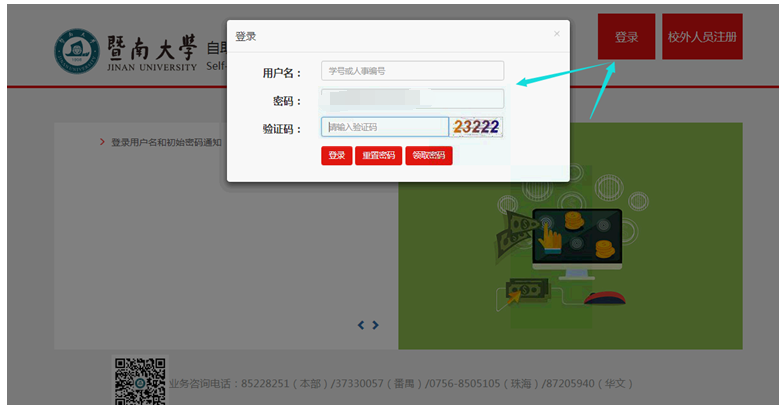 暨南大學
JINAN UNIVERSITY
自助
Self-
登录
×
登录
校外人员注册
用户名：
学号或人事编号
密码：
验证码：
请输入验证码
23222
登录
重置密码
领取密码
登录用户名和初始密码通知
业务咨询电话：85228251（本部）/37330057（番禺）/0756-8505105（珠海）/87205940（华文）